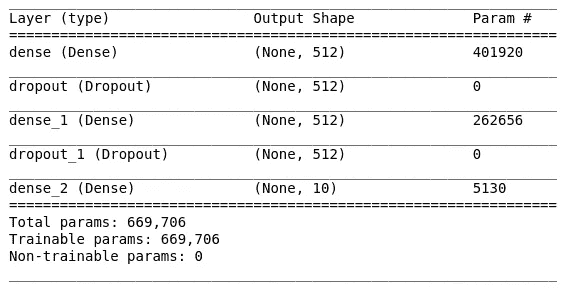 Layer (type) Output Shape Param #
dense (Dense) (None, 512) 401920
dropout (Dropout) (None, 512) 0
dense_1 (Dense) (None, 512) 262656
dropout_1 (Dropout) (None, 512) 0
dense_2 (Dense) (None, 10) 5130
Total params: 669,706
Trainable params: 669,706
Non-trainable params: 0